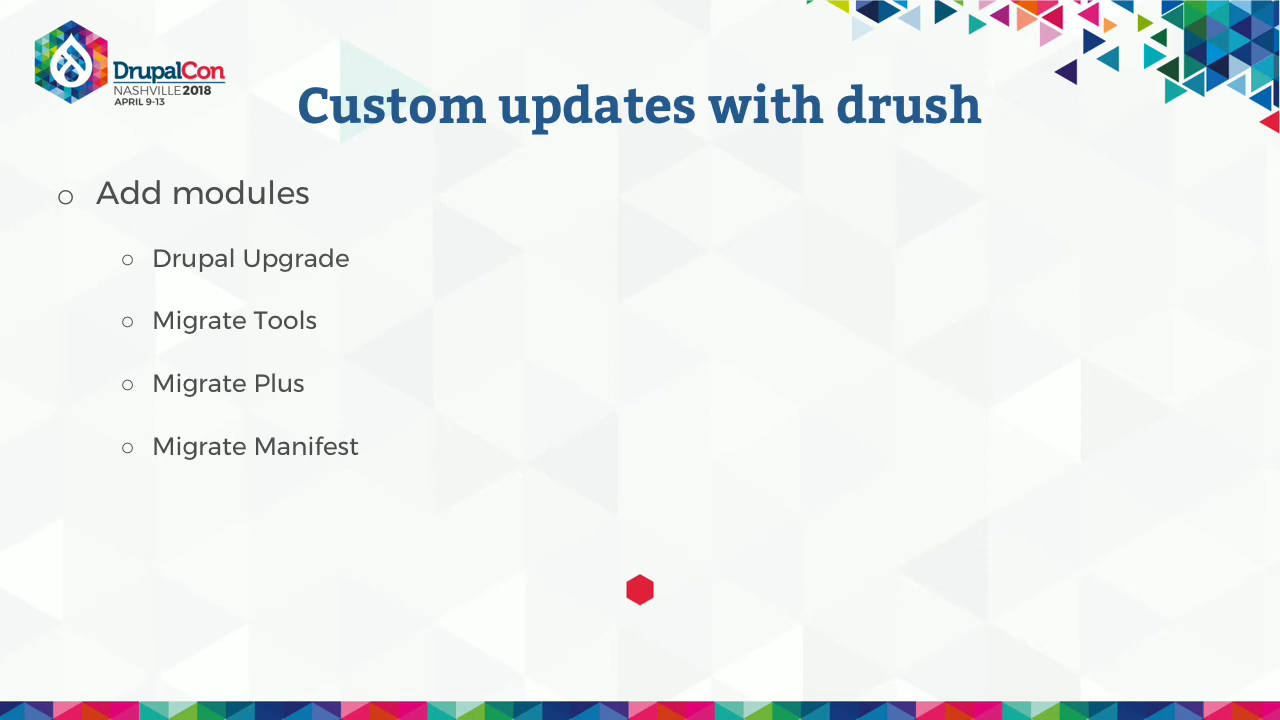 DrupalCon
NASHVILLE 2018
APRIL 9-13
Custom updates with drush
○ Add modules
○ Drupal Upgrade
○ Migrate Tools
○ Migrate Plus
○ Migrate Manifest